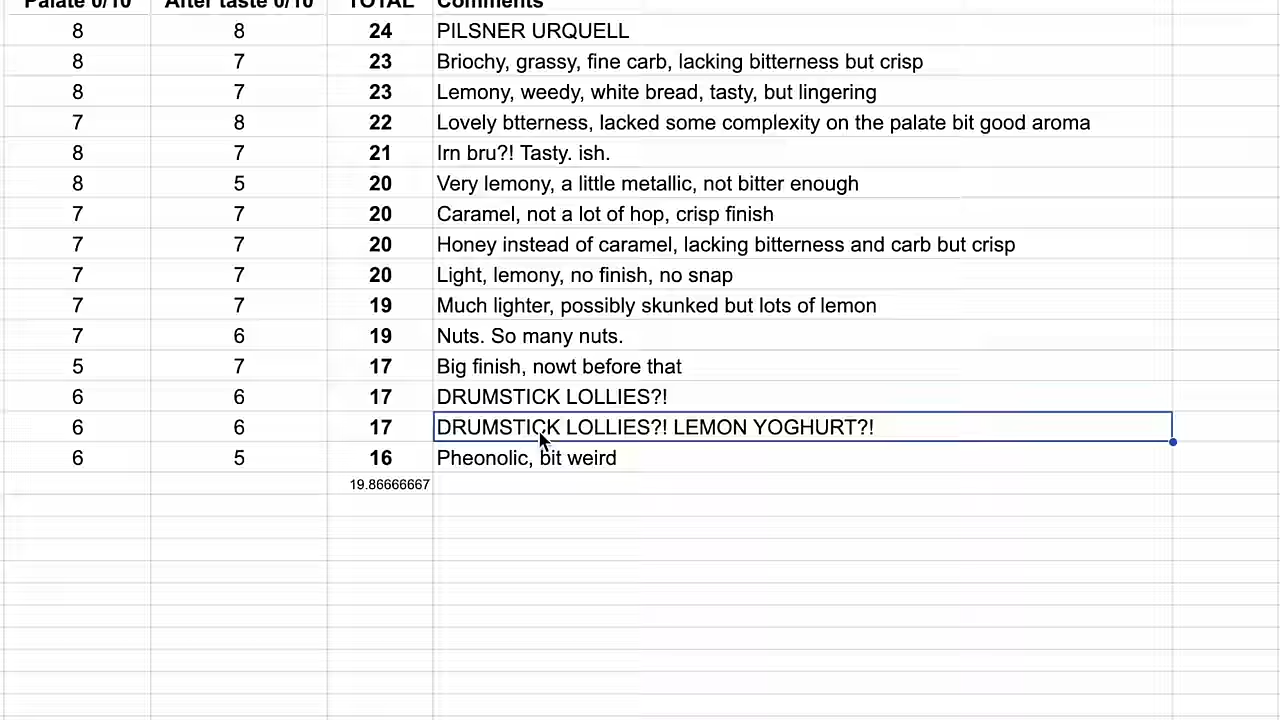 Palate 0/10 After taste 0/10 TOTAL Comments
8 8 24 PILSNER URQUELL
8 7 23 Briochy, grassy, fine carb, lacking bitterness but crisp
8 7 23 Lemony, weedy, white bread, tasty, but lingering
7 8 22 Lovely btterness, lacked some complexity on the palate bit good aroma
8 7 21 Irn bru?! Tasty. ish.
8 5 20 Very lemony, a little metallic, not bitter enough
7 7 20 Caramel, not a lot of hop, crisp finish
7 7 20 Honey instead of caramel, lacking bitterness and carb but crisp
7 7 20 Light, lemony, no finish, no snap
7 7 19 Much lighter, possibly skunked but lots of lemon
7 6 19 Nuts. So many nuts.
5 7 17 Big finish, nowt before that
6 6 17 DRUMSTICK LOLLIES?!
6 6 17 DRUMSTICK LOLLIES?! LEMON YOGHURT?!
6 5 16 Pheonolic, bit weird
19.86666667